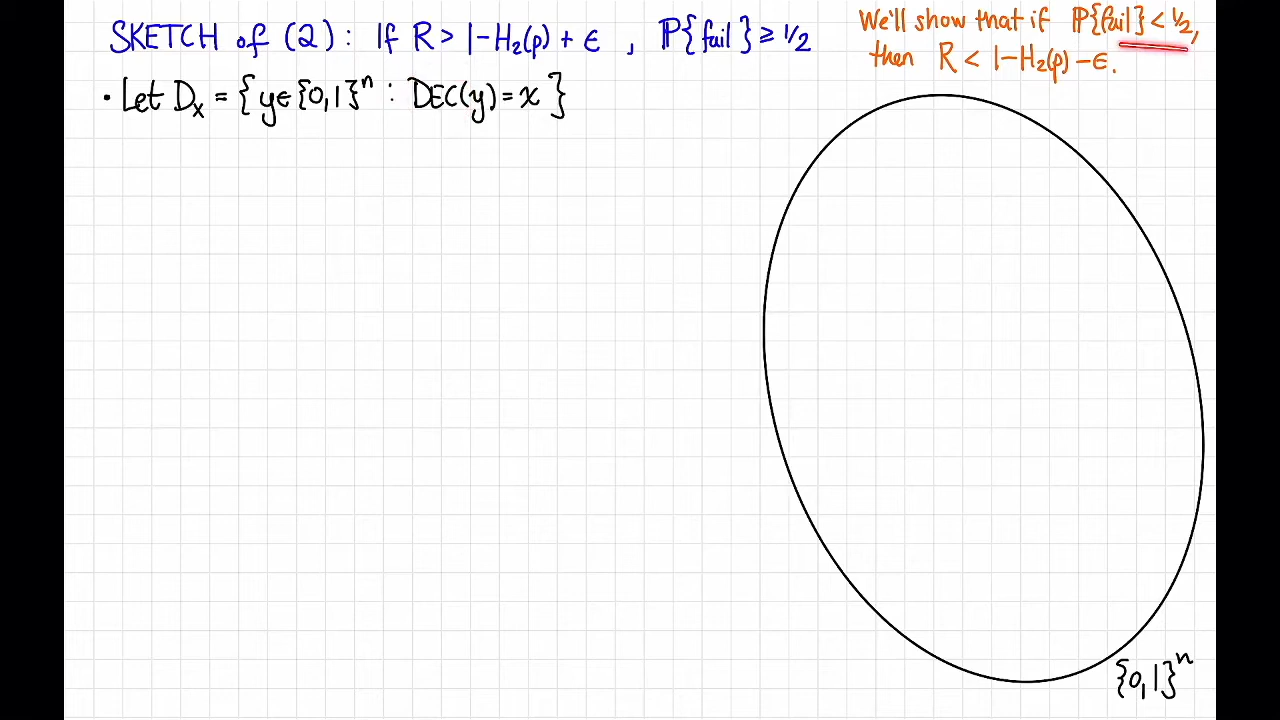 SKETCH of (2): If R > 1-H₂(p) + ε , ℙ{fail} ≥ 1/2
We'll show that if ℙ{fail} < 1/2,
then R < 1-H₂(p) - ε.
• Let Dₓ = { y ∈ {0,1}ⁿ : DEC(y) = x }
{0,1}ⁿ